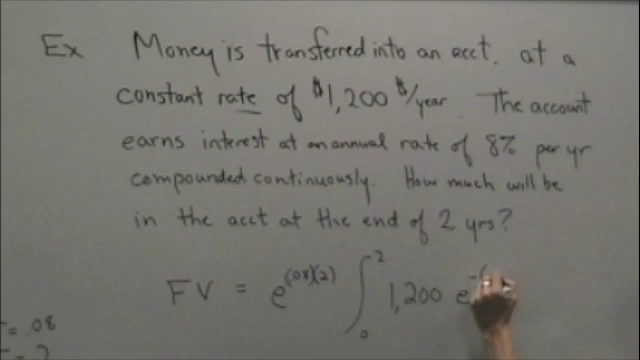 Ex Money is transferred into an acct. at a
constant rate of $1,200 $/year. The account
earns interest at an annual rate of 8% per yr
compounded continuously. How much will be
in the acct at the end of 2 yrs?
FV = e^(.08)(2) ∫₀² 1,200 e^-(
= .08
= 2